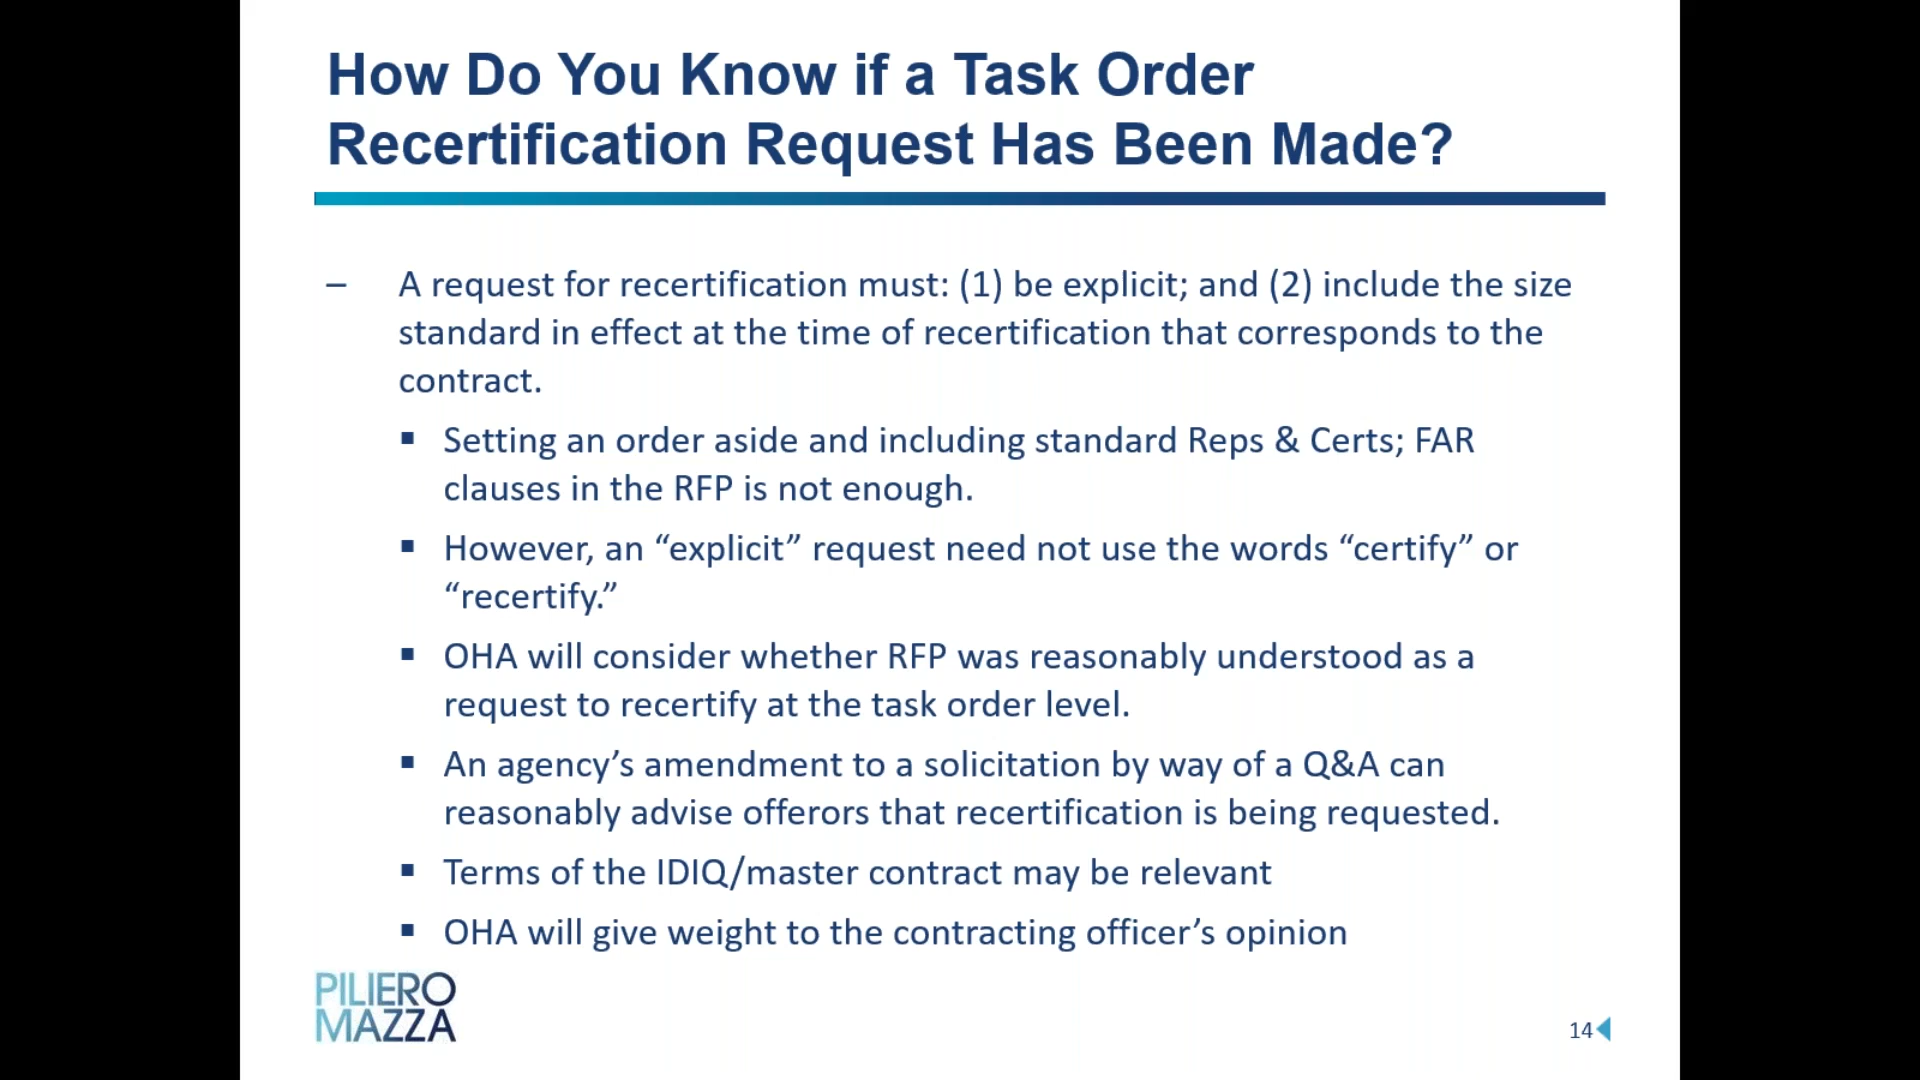 How Do You Know if a Task Order
Recertification Request Has Been Made?
– A request for recertification must: (1) be explicit; and (2) include the size
standard in effect at the time of recertification that corresponds to the
contract.
▪ Setting an order aside and including standard Reps & Certs; FAR
clauses in the RFP is not enough.
▪ However, an “explicit” request need not use the words “certify” or
“recertify.”
▪ OHA will consider whether RFP was reasonably understood as a
request to recertify at the task order level.
▪ An agency’s amendment to a solicitation by way of a Q&A can
reasonably advise offerors that recertification is being requested.
▪ Terms of the IDIQ/master contract may be relevant
▪ OHA will give weight to the contracting officer’s opinion
PILIERO
MAZZA
14